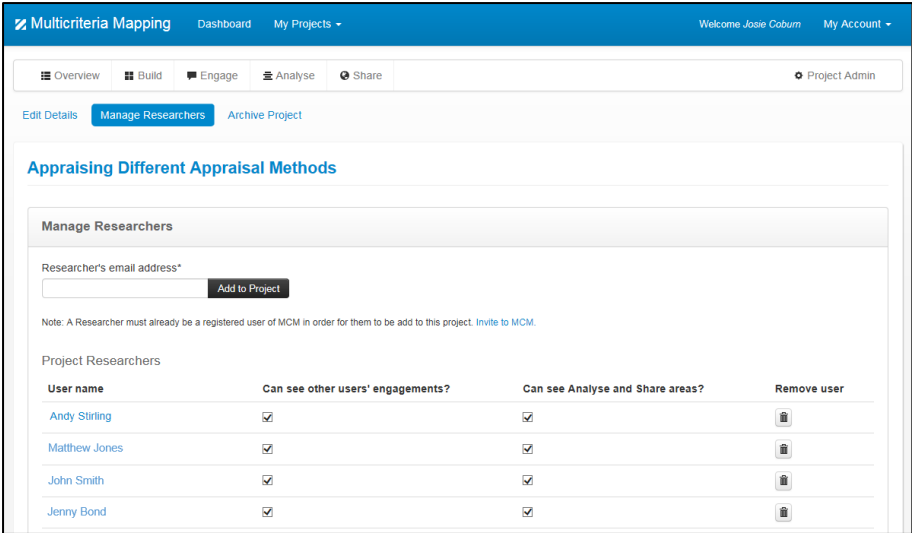 Multicriteria Mapping Dashboard My Projects Welcome Josie Coburn My Account
Overview Build Engage Analyse Share Project Admin
Edit Details Manage Researchers Archive Project
Appraising Different Appraisal Methods
Manage Researchers
Researcher's email address*
Add to Project
Note: A Researcher must already be a registered user of MCM in order for them to be add to this project. Invite to MCM.
Project Researchers
User name Can see other users' engagements? Can see Analyse and Share areas? Remove user
Andy Stirling
Matthew Jones
John Smith
Jenny Bond